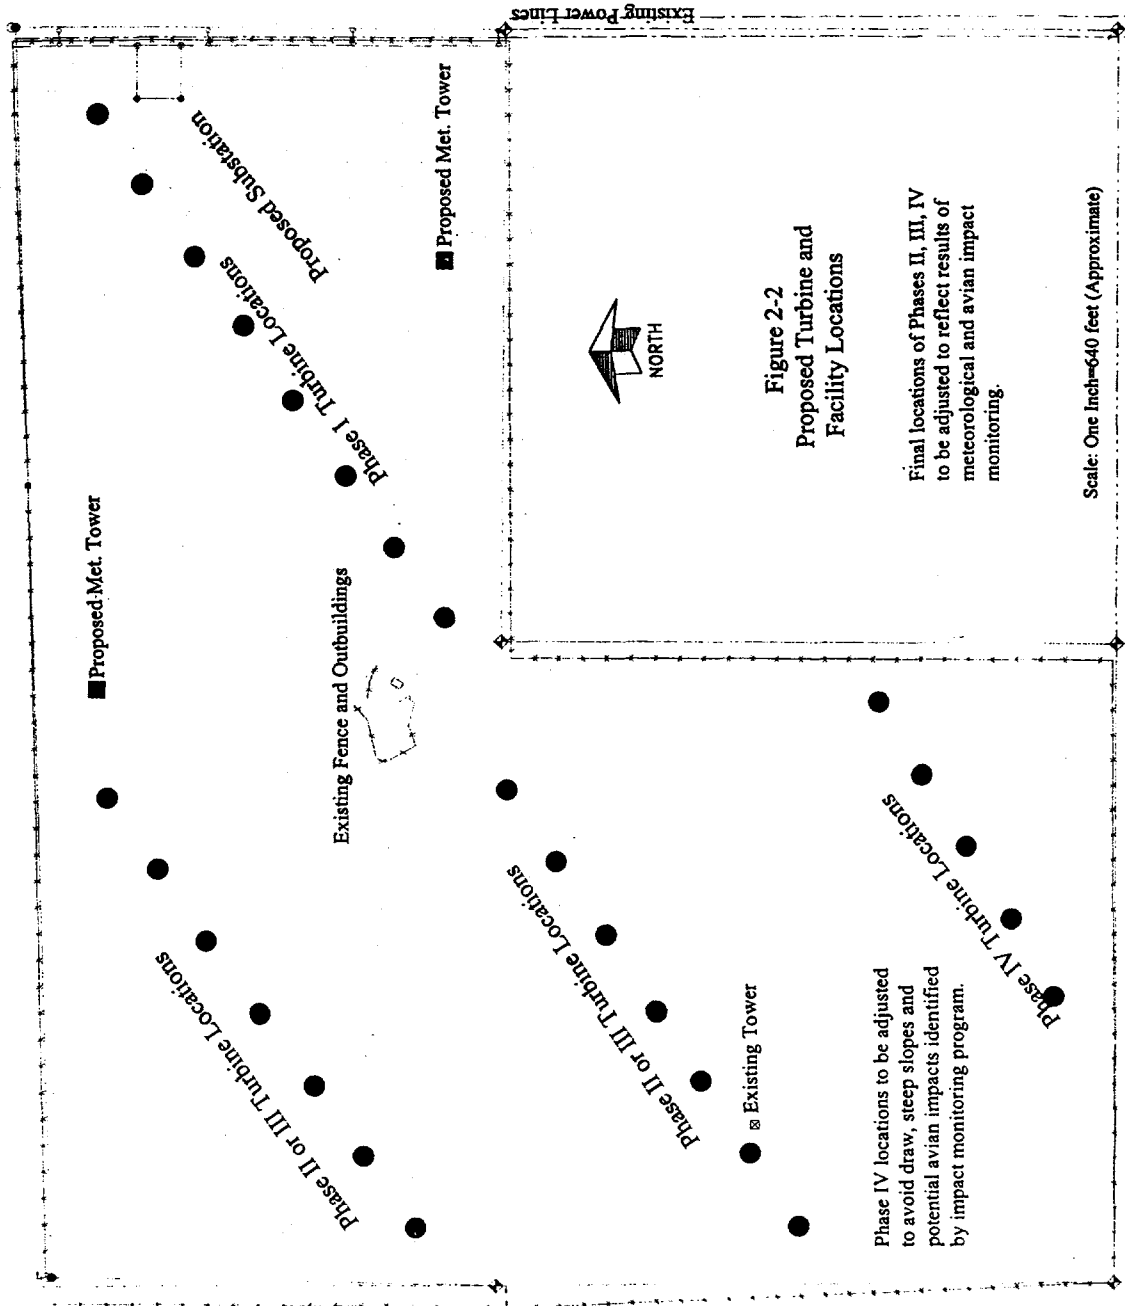 Existing Power Lines
Proposed Substation
Proposed Met. Tower
Phase I Turbine Locations
Proposed Met. Tower
Existing Fence and Outbuildings
NORTH
Figure 2-2
Proposed Turbine and
Facility Locations
Final locations of Phases II, III, IV
to be adjusted to reflect results of
meteorological and avian impact
monitoring.
Scale: One Inch=640 feet (Approximate)
Phase II or III Turbine Locations
Phase II or III Turbine Locations
Existing Tower
Phase IV Turbine Locations
Phase IV locations to be adjusted
to avoid draw, steep slopes and
potential avian impacts identified
by impact monitoring program.